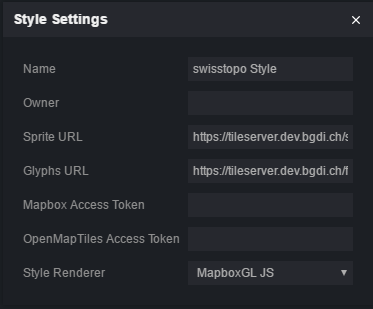 Style Settings ×
Name swisstopo Style
Owner
Sprite URL https://tileserver.dev.bgdi.ch/s
Glyphs URL https://tileserver.dev.bgdi.ch/f
Mapbox Access Token
OpenMapTiles Access Token
Style Renderer MapboxGL JS ▼